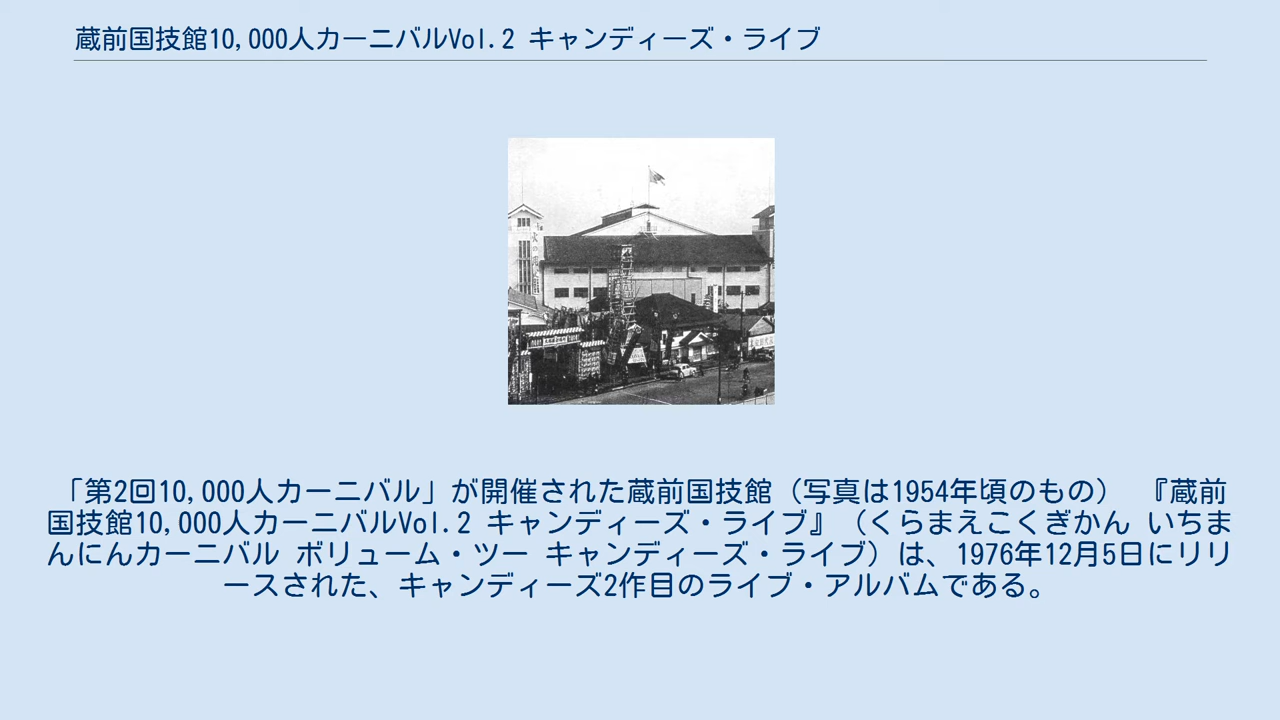 蔵前国技館10,000人カーニバルVol.2 キャンディーズ・ライブ
「第2回10,000人カーニバル」が開催された蔵前国技館（写真は1954年頃のもの） 『蔵前
国技館10,000人カーニバルVol.2 キャンディーズ・ライブ』（くらまえこくぎかん いちま
んにんカーニバル ボリューム・ツー キャンディーズ・ライブ）は、1976年12月5日にリリ
ースされた、キャンディーズ2作目のライブ・アルバムである。